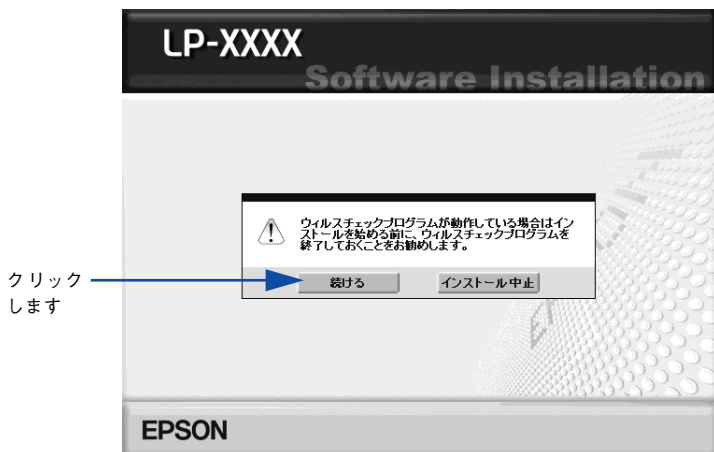 LP-XXXX
Software Installation
ウィルスチェックプログラムが動作している場合はイン
ストールを始める前に、ウィルスチェックプログラムを
終了しておくことをお勧めします。
続ける
インストール中止
クリック
します
EPSON